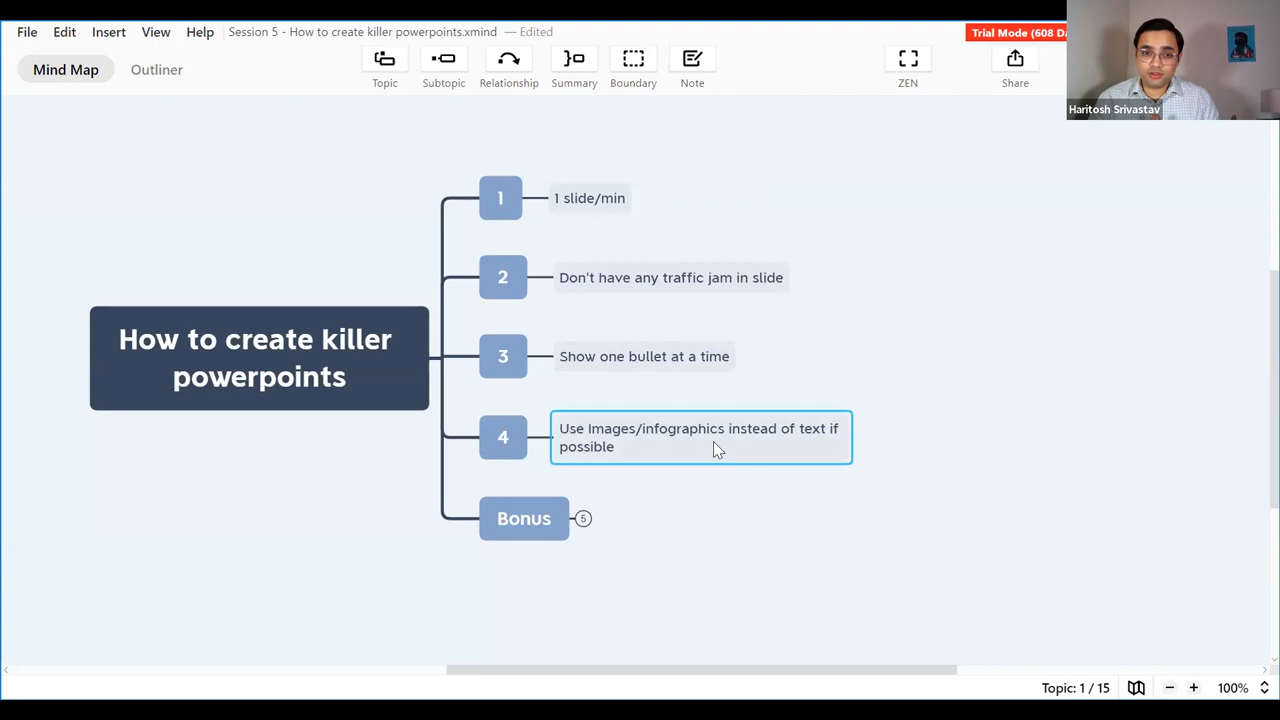 File Edit Insert View Help Session 5 - How to create killer powerpoints.xmind — Edited
Trial Mode (608
Mind Map Outliner
Topic Subtopic Relationship Summary Boundary Note ZEN Share
Haritosh Srivastav
1 1 slide/min
2 Don't have any traffic jam in slide
How to create killer
powerpoints
3 Show one bullet at a time
4 Use Images/infographics instead of text if
possible
Bonus 5
Topic: 1 / 15 100%